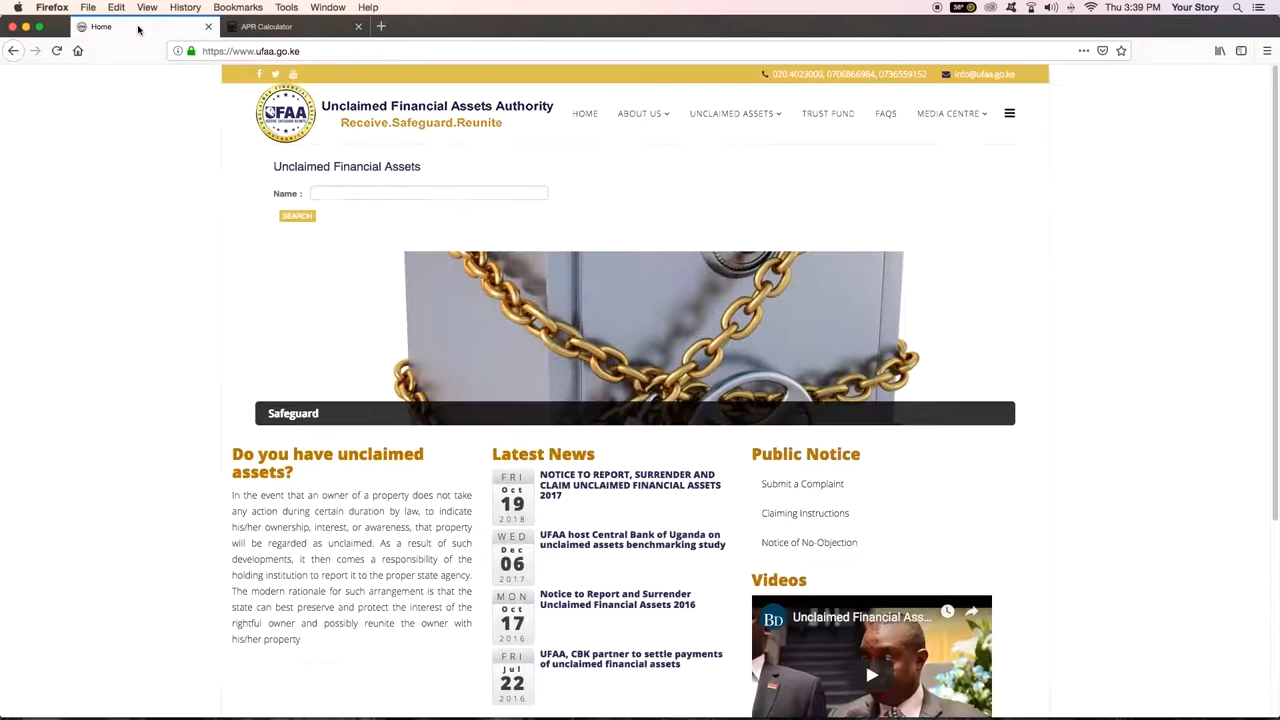 Firefox File Edit View History Bookmarks Tools Window Help 36° Thu 3:39 PM Your Story
Home APR Calculator
https://www.ufaa.go.ke
020 4023000, 0706866984, 0736559152 info@ufaa.go.ke
UFAA
Unclaimed Financial Assets Authority
Receive.Safeguard.Reunite
HOME ABOUT US UNCLAIMED ASSETS TRUST FUND FAQS MEDIA CENTRE
Unclaimed Financial Assets
Name :
SEARCH
Safeguard
Do you have unclaimed
assets?
In the event that an owner of a property does not take
any action during certain duration by law, to indicate
his/her ownership, interest, or awareness, that property
will be regarded as unclaimed. As a result of such
developments, it then comes a responsibility of the
holding institution to report it to the proper state agency.
The modern rationale for such arrangement is that the
state can best preserve and protect the interest of the
rightful owner and possibly reunite the owner with
his/her property.
Latest News
FRI
Oct
19
2018
NOTICE TO REPORT, SURRENDER AND
CLAIM UNCLAIMED FINANCIAL ASSETS
2017
WED
Dec
06
2017
UFAA host Central Bank of Uganda on
unclaimed assets benchmarking study
MON
Oct
17
2016
Notice to Report and Surrender
Unclaimed Financial Assets 2016
FRI
Jul
22
2016
UFAA, CBK partner to settle payments
of unclaimed financial assets
Public Notice
Submit a Complaint
Claiming Instructions
Notice of No-Objection
Videos
BD Unclaimed Financial Ass...